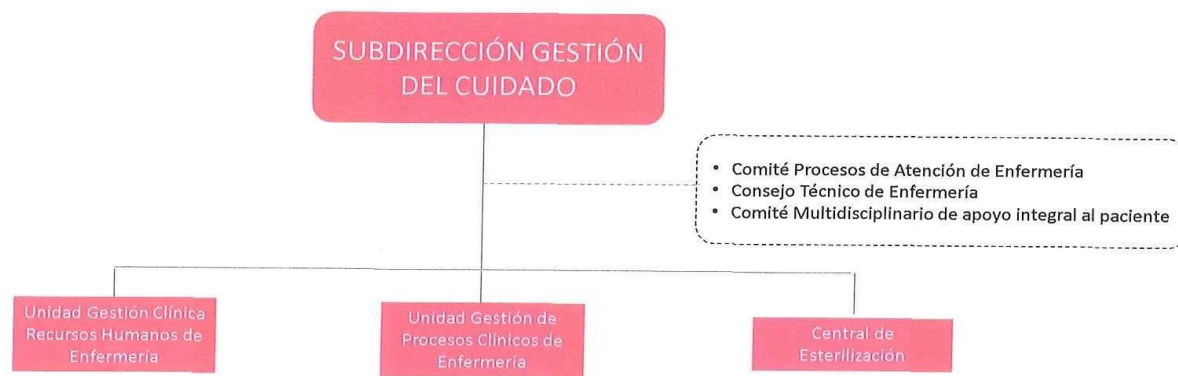 SUBDIRECCIÓN GESTIÓN
DEL CUIDADO
• Comité Procesos de Atención de Enfermería
• Consejo Técnico de Enfermería
• Comité Multidisciplinario de apoyo integral al paciente
Unidad Gestión Clínica
Recursos Humanos de
Enfermería
Unidad Gestión de
Procesos Clínicos de
Enfermería
Central de
Esterilización